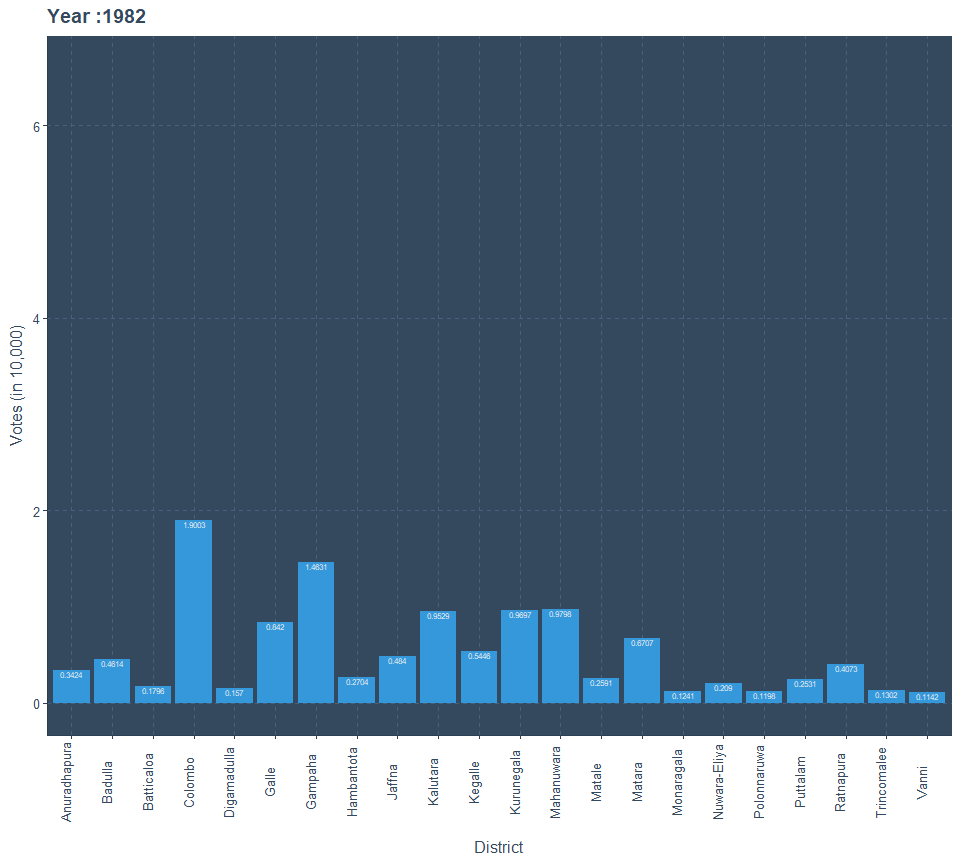 Year :1982
Votes (in 10,000)
6
4
2
0
0.3424
0.4614
0.1796
1.9003
0.157
0.842
1.4631
0.2704
0.484
0.9529
0.5446
0.9697
0.9798
0.2591
0.6707
0.1241
0.209
0.1198
0.2531
0.4073
0.1302
0.1142
Anuradhapura
Badulla
Batticaloa
Colombo
Digamadulla
Galle
Gampaha
Hambantota
Jaffna
Kalutara
Kegalle
Kurunegala
Mahanuwara
Matale
Matara
Monaragala
Nuwara-Eliya
Polonnaruwa
Puttalam
Ratnapura
Trincomalee
Vanni
District